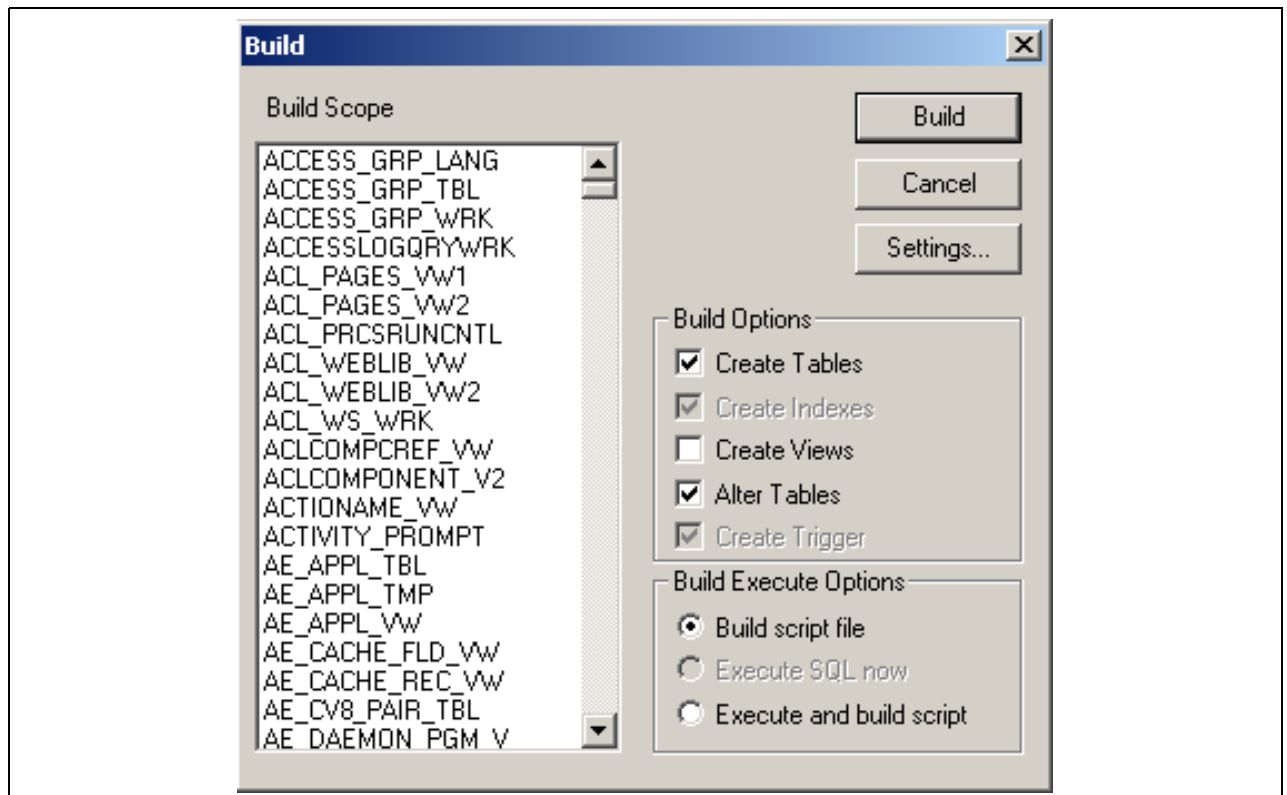 Build
Build Scope
ACCESS_GRP_LANG
ACCESS_GRP_TBL
ACCESS_GRP_WRK
ACCESSLOGQRYWRK
ACL_PAGES_VW1
ACL_PAGES_VW2
ACL_PRCSRUNCNTL
ACL_WEBLIB_VW
ACL_WEBLIB_VW2
ACL_WS_WRK
ACLCOMPCREF_VW
ACLCOMPONENT_V2
ACTIONAME_VW
ACTIVITY_PROMPT
AE_APPL_TBL
AE_APPL_TMP
AE_APPL_VW
AE_CACHE_FLD_VW
AE_CACHE_REC_VW
AE_CV8_PAIR_TBL
AE_DAEMON_PGM_V
Build
Cancel
Settings...
Build Options
Create Tables
Create Indexes
Create Views
Alter Tables
Create Trigger
Build Execute Options
Build script file
Execute SQL now
Execute and build script